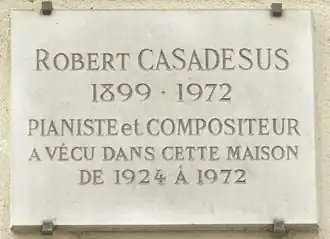 ROBERT CASADESUS
1899 · 1972
PIANISTE et COMPOSITEUR
A VÉCU DANS CETTE MAISON
DE 1924 À 1972